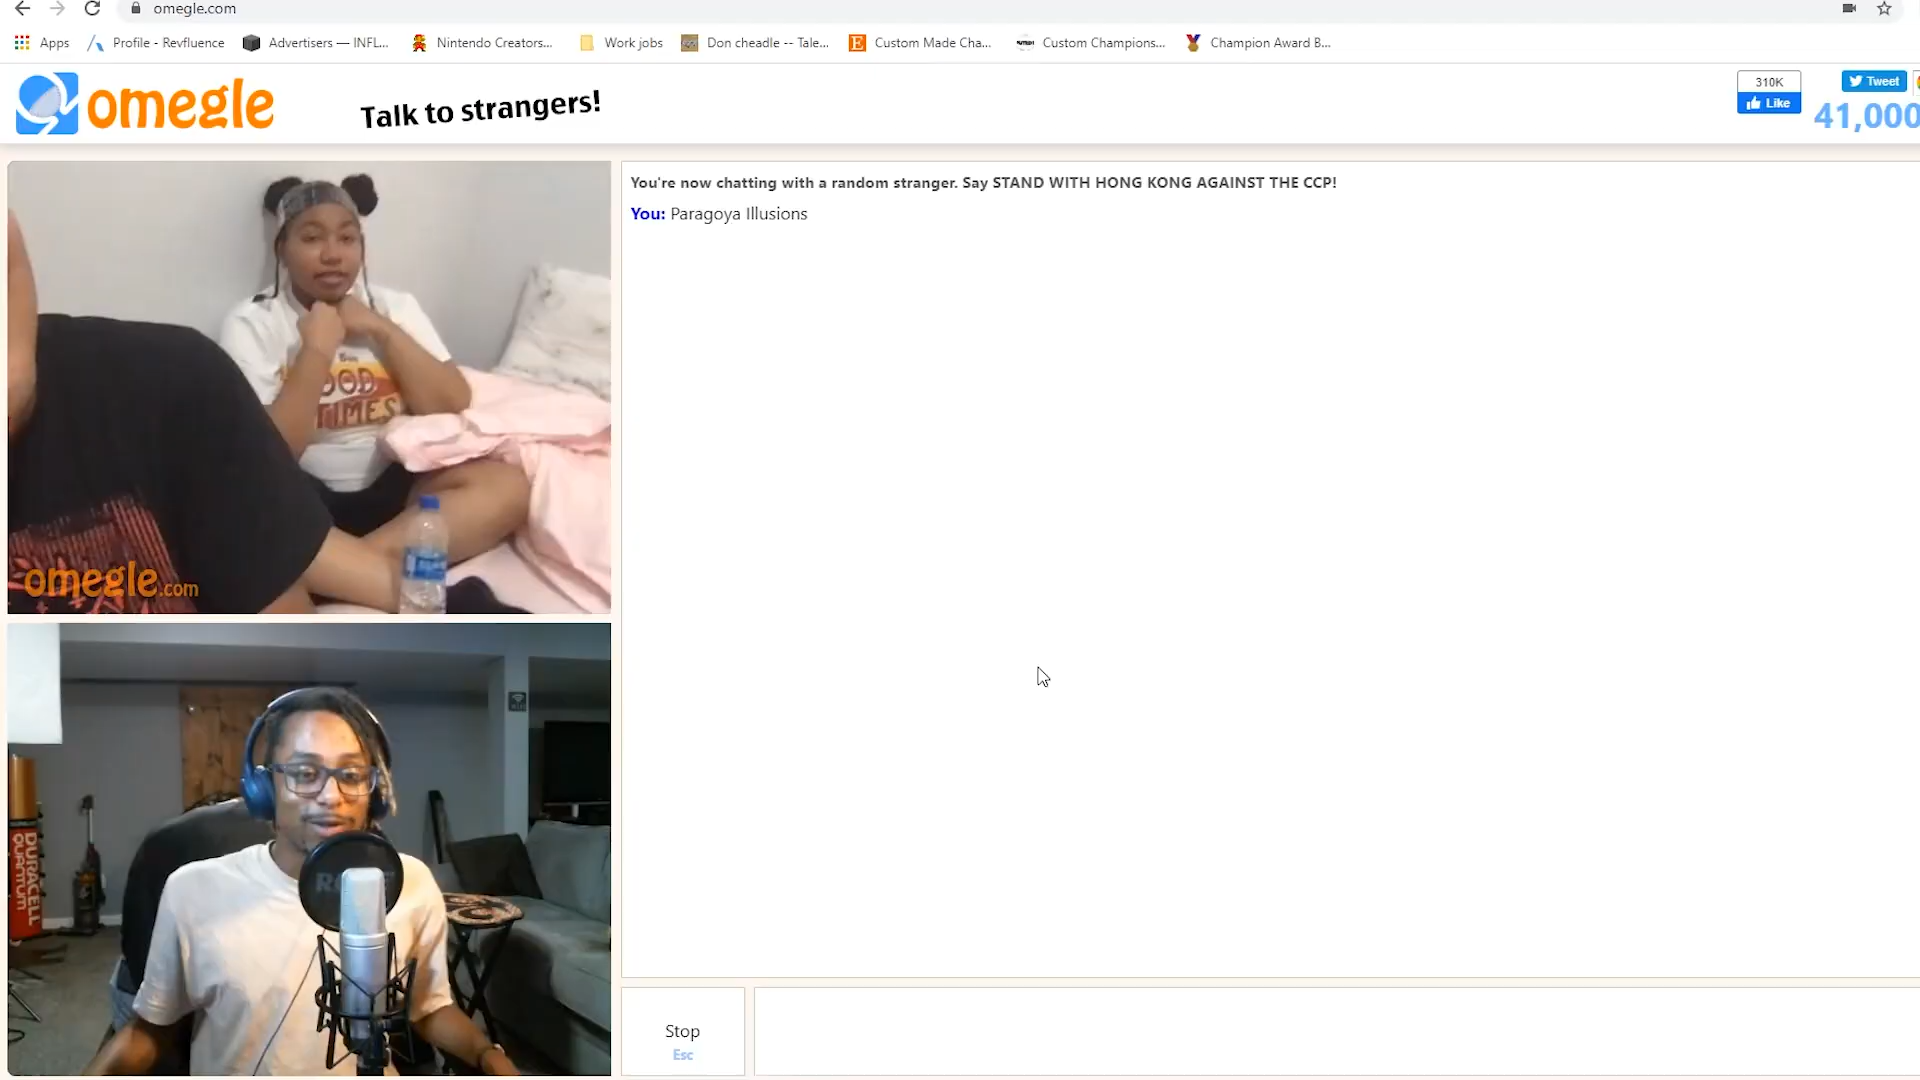 omegle.com
Apps
Profile - Revfluence
Advertisers — INFL...
Nintendo Creators...
Work jobs
Don cheadle -- Tale...
Custom Made Cha...
Custom Champions...
Champion Award B...
omegle
Talk to strangers!
310K
Like
Tweet
41,000
You're now chatting with a random stranger. Say STAND WITH HONG KONG AGAINST THE CCP!
You: Paragoya Illusions
TIMES
omegle.com
DURACELL
QUANTUM
Stop
Esc